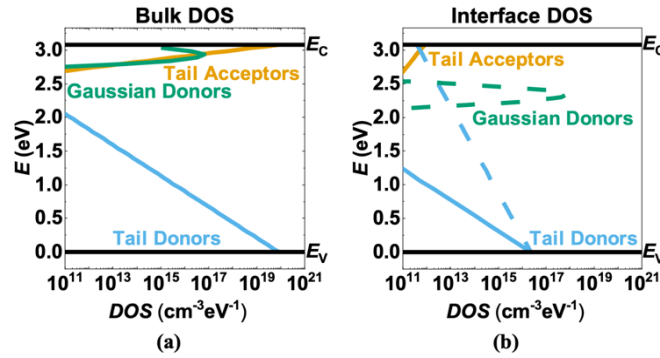 Bulk DOS
Interface DOS
E_C
E_C
3.0
2.5
2.0
1.5
1.0
0.5
0.0
E (eV)
Tail Acceptors
Gaussian Donors
Tail Donors
E_V
10^11 10^13 10^15 10^17 10^19 10^21
DOS (cm^-3eV^-1)
(a)
3.0
2.5
2.0
1.5
1.0
0.5
0.0
E (eV)
Tail Acceptors
Gaussian Donors
Tail Donors
E_V
10^11 10^13 10^15 10^17 10^19 10^21
DOS (cm^-3eV^-1)
(b)